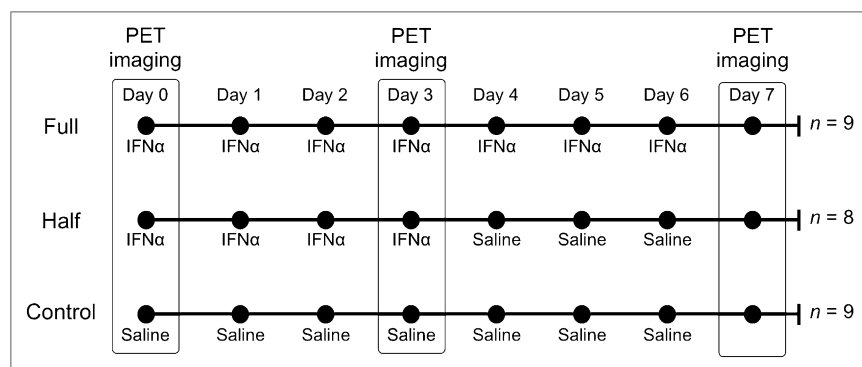 PET imaging PET imaging PET imaging
Day 0 Day 1 Day 2 Day 3 Day 4 Day 5 Day 6 Day 7
Full n = 9
IFNα IFNα IFNα IFNα IFNα IFNα IFNα
Half n = 8
IFNα IFNα IFNα IFNα Saline Saline Saline
Control n = 9
Saline Saline Saline Saline Saline Saline Saline